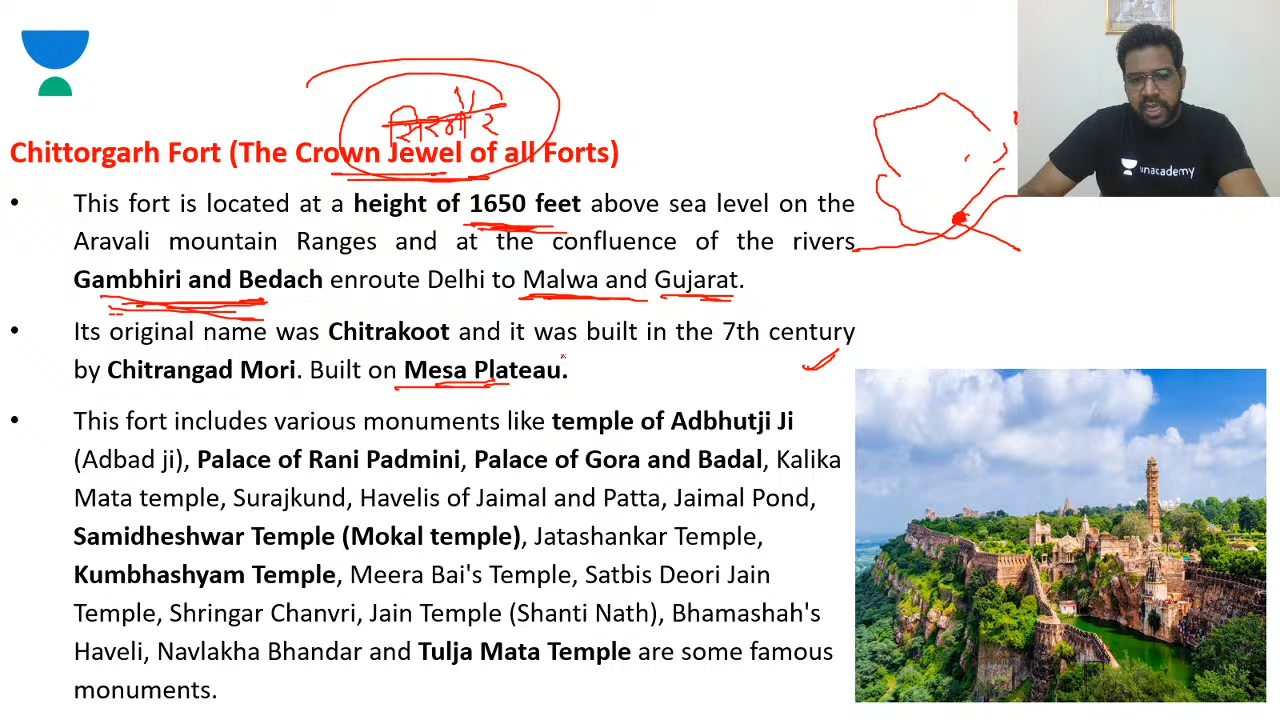 सिरमौर
unacademy
Chittorgarh Fort (The Crown Jewel of all Forts)
• This fort is located at a height of 1650 feet above sea level on the
Aravali mountain Ranges and at the confluence of the rivers
Gambhiri and Bedach enroute Delhi to Malwa and Gujarat.
• Its original name was Chitrakoot and it was built in the 7th century
by Chitrangad Mori. Built on Mesa Plateau.
• This fort includes various monuments like temple of Adbhutji Ji
(Adbad ji), Palace of Rani Padmini, Palace of Gora and Badal, Kalika
Mata temple, Surajkund, Havelis of Jaimal and Patta, Jaimal Pond,
Samidheshwar Temple (Mokal temple), Jatashankar Temple,
Kumbhashyam Temple, Meera Bai's Temple, Satbis Deori Jain
Temple, Shringar Chanvri, Jain Temple (Shanti Nath), Bhamashah's
Haveli, Navlakha Bhandar and Tulja Mata Temple are some famous
monuments.